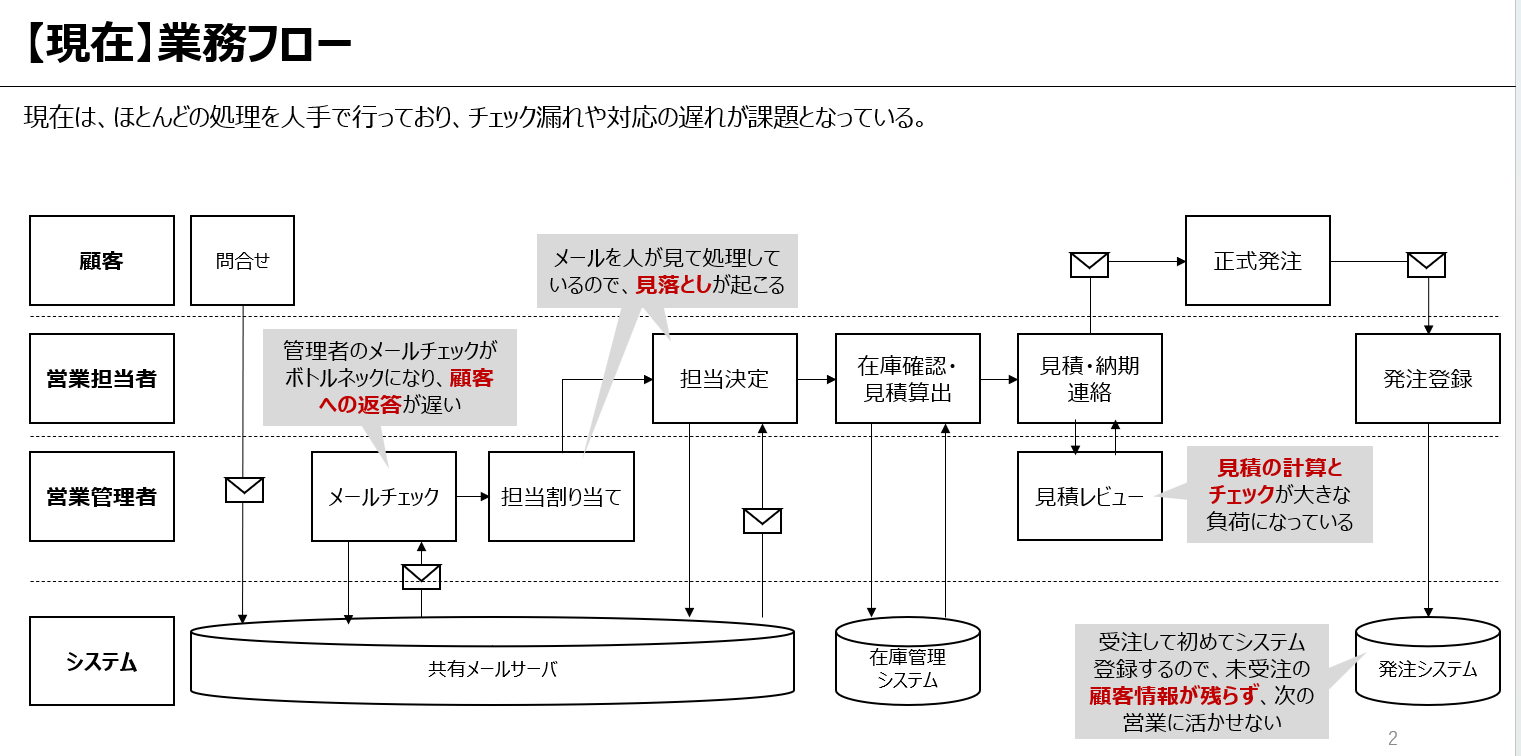 【現在】業務フロー
現在は、ほとんどの処理を人手で行っており、チェック漏れや対応の遅れが課題となっている。
顧客
問合せ
メールを人が見て処理して
いるので、見落としが起こる
正式発注
営業担当者
管理者のメールチェックが
ボトルネックになり、顧客
への返答が遅い
担当決定
在庫確認・
見積算出
見積・納期
連絡
発注登録
営業管理者
メールチェック
担当割り当て
見積レビュー
見積の計算と
チェックが大きな
負荷になっている
システム
共有メールサーバ
在庫管理
システム
受注して初めてシステム
登録するので、未受注の
顧客情報が残らず、次の
営業に活かせない
発注システム
2